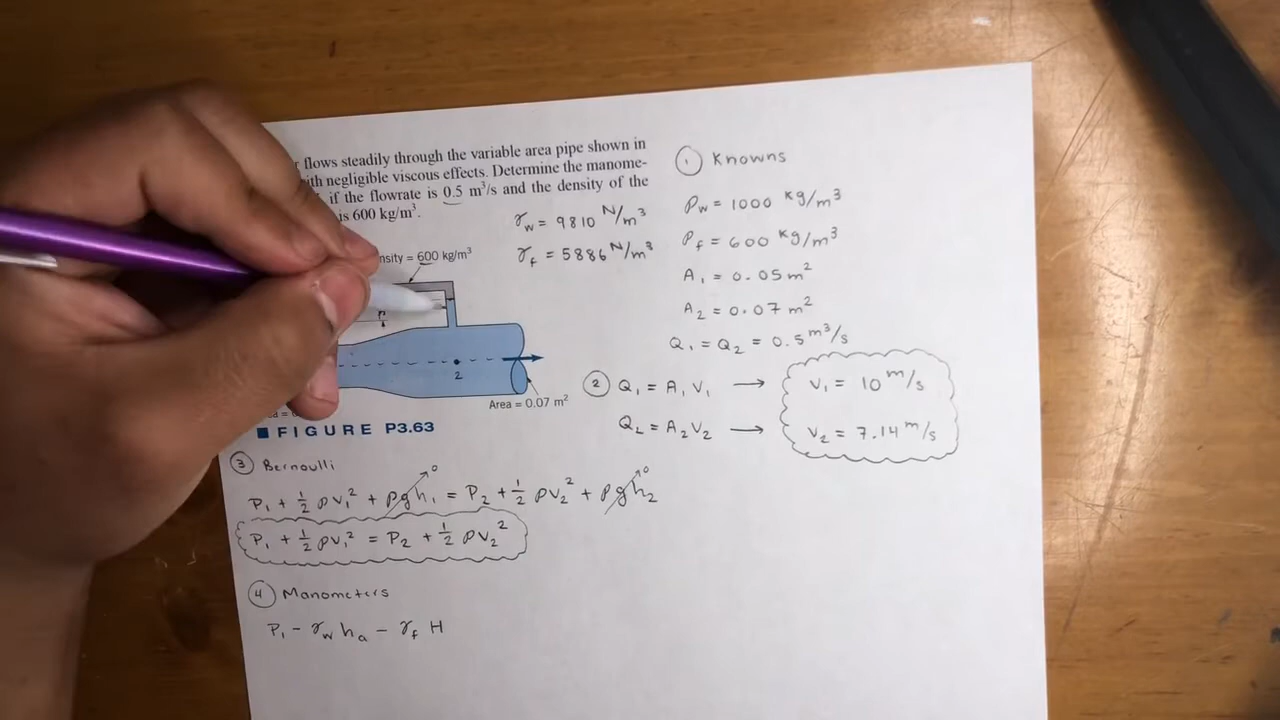 flows steadily through the variable area pipe shown in
with negligible viscous effects. Determine the manome-
if the flowrate is 0.5 m³/s and the density of the
is 600 kg/m³.
nsity = 600 kg/m³
2
Area = 0.07 m²
FIGURE P3.63
γw = 9810 N/m³
γf = 5886 N/m³
① Knowns
ρw = 1000 kg/m³
ρf = 600 kg/m³
A₁ = 0.05 m²
A₂ = 0.07 m²
Q₁ = Q₂ = 0.5 m³/s
② Q₁ = A₁ V₁ → V₁ = 10 m/s
Q₂ = A₂ V₂ → V₂ = 7.14 m/s
③ Bernoulli
P₁ + ½ ρV₁² + ρgh₁ = P₂ + ½ ρV₂² + ρgh₂
P₁ + ½ ρV₁² = P₂ + ½ ρV₂²
④ Manometers
P₁ - γw ha - γf H